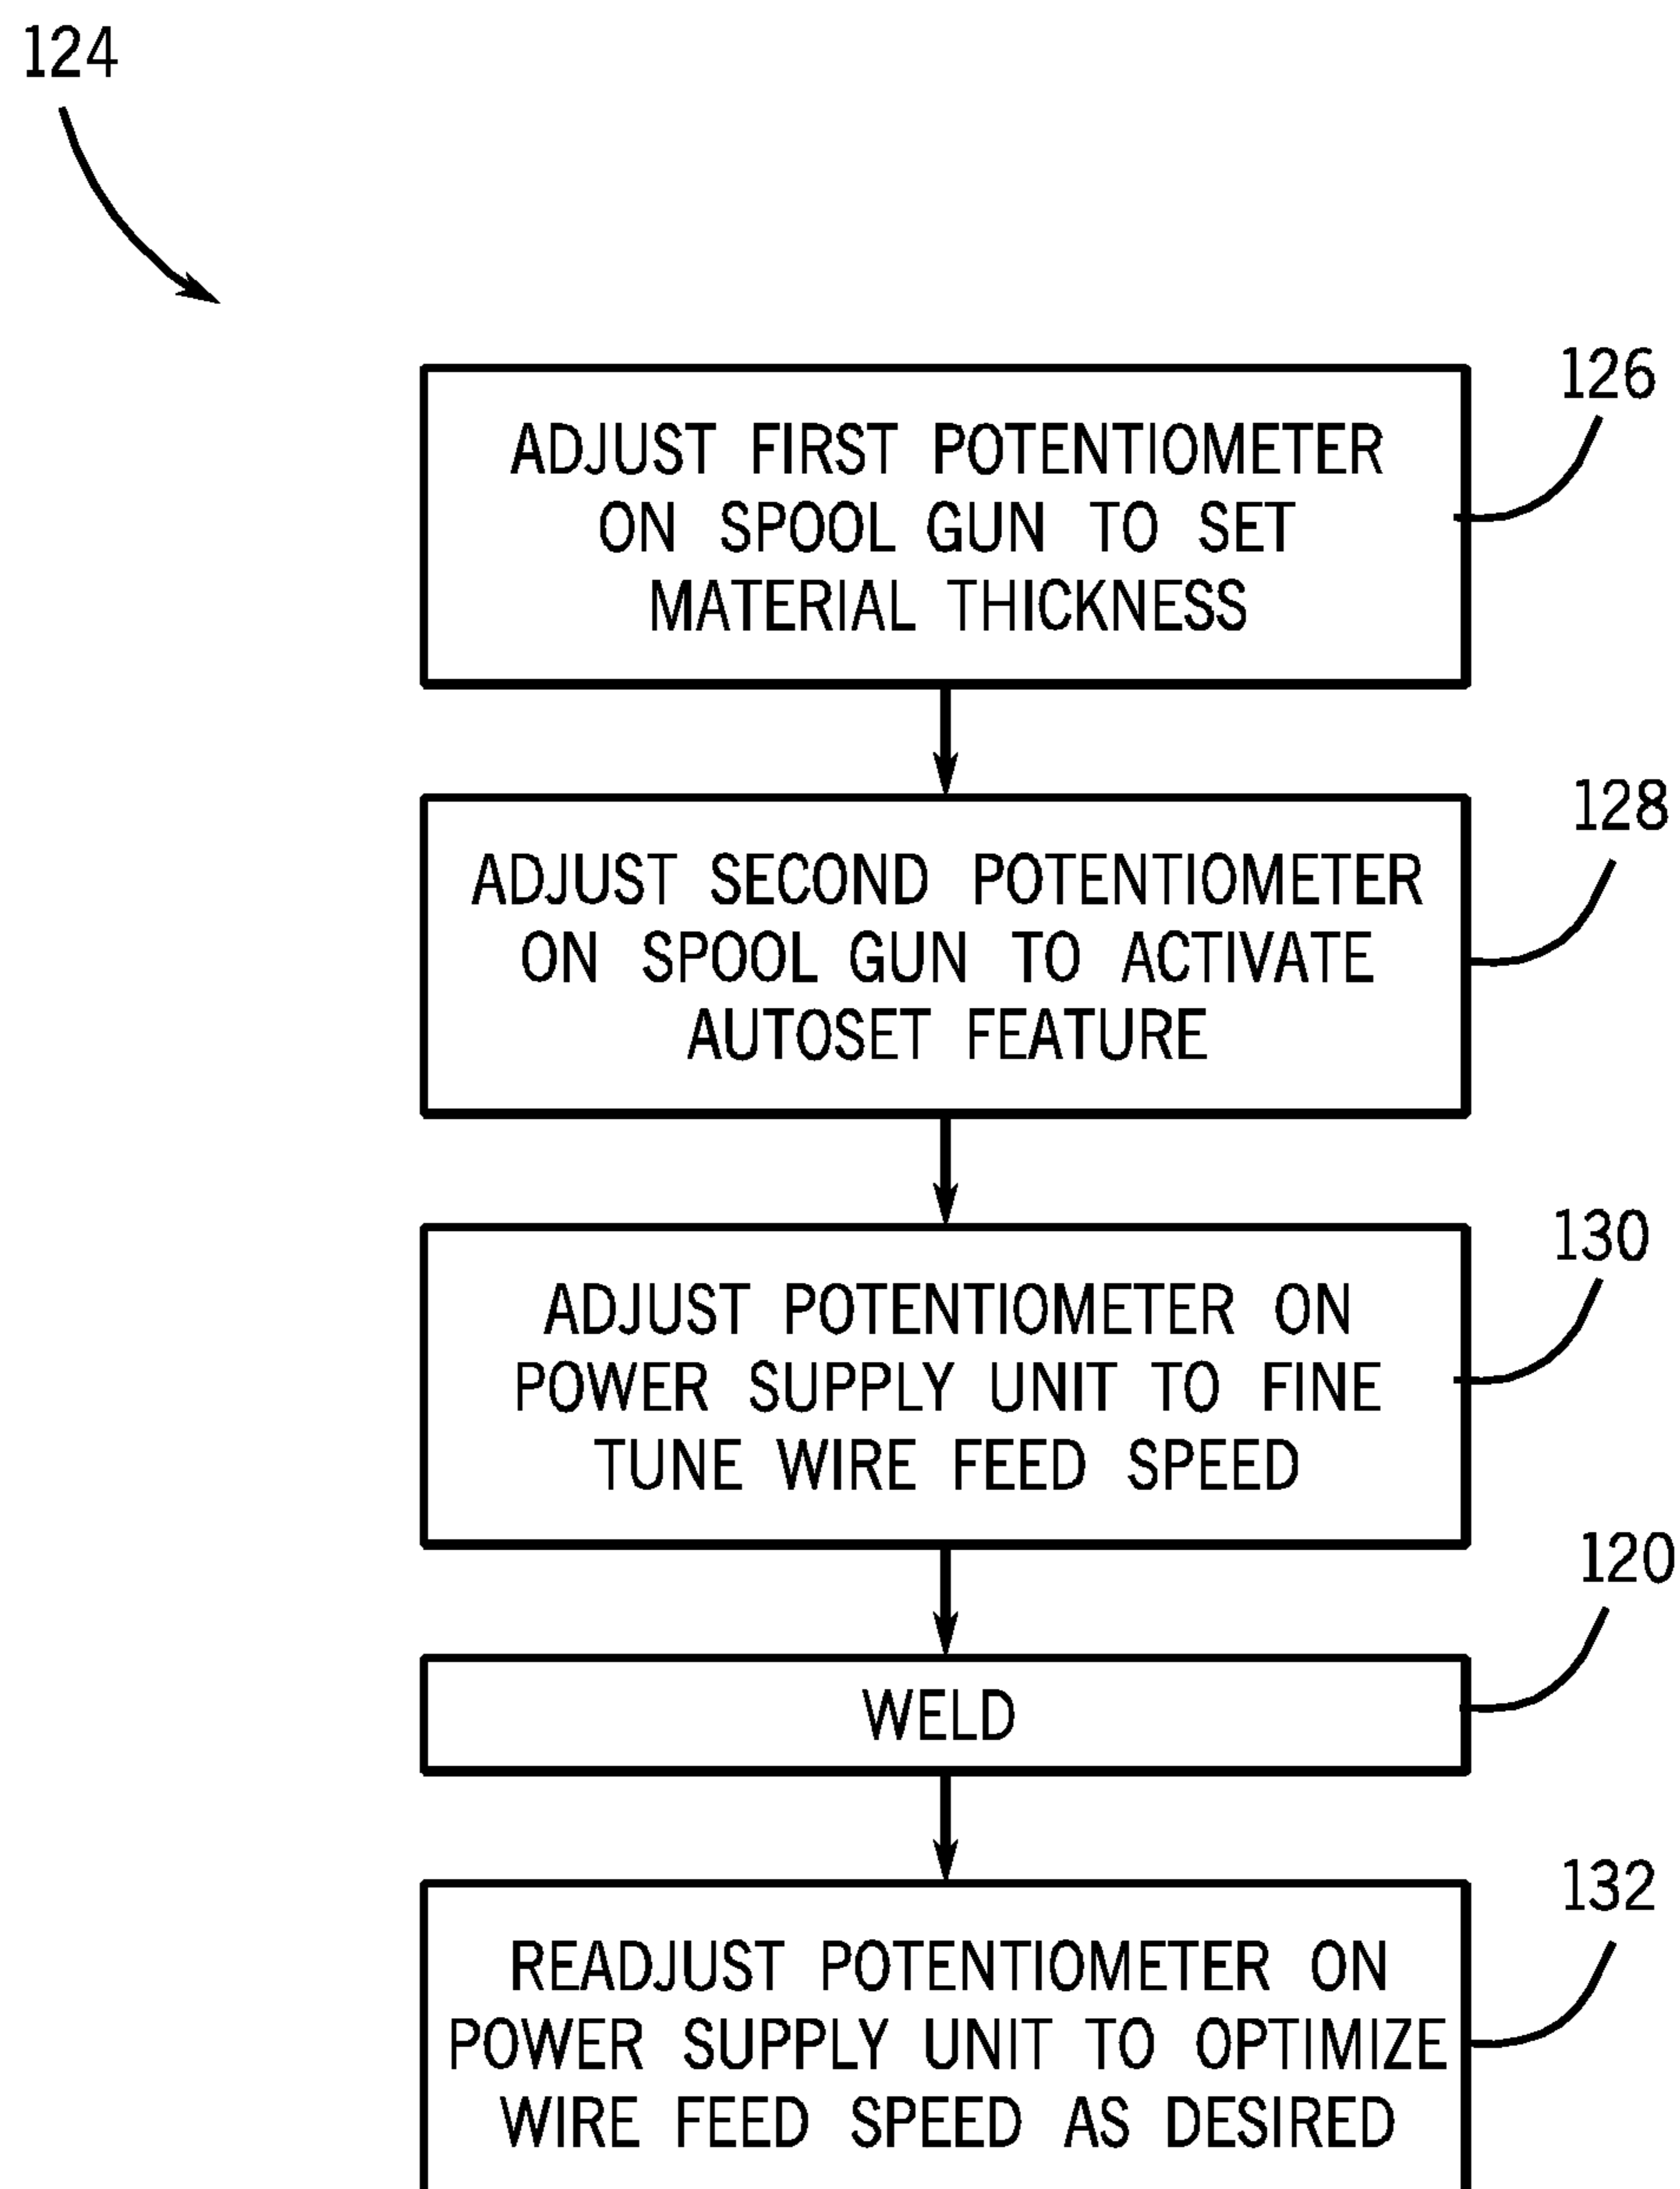 124
126
ADJUST FIRST POTENTIOMETER
ON SPOOL GUN TO SET
MATERIAL THICKNESS
128
ADJUST SECOND POTENTIOMETER
ON SPOOL GUN TO ACTIVATE
AUTOSET FEATURE
130
ADJUST POTENTIOMETER ON
POWER SUPPLY UNIT TO FINE
TUNE WIRE FEED SPEED
120
WELD
132
READJUST POTENTIOMETER ON
POWER SUPPLY UNIT TO OPTIMIZE
WIRE FEED SPEED AS DESIRED